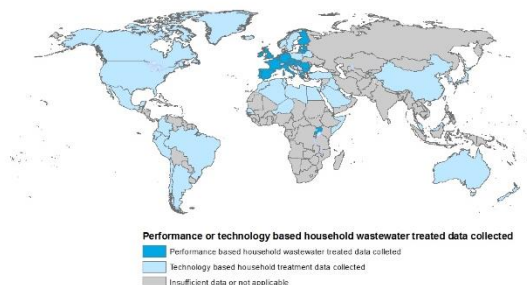 Performance or technology based household wastewater treated data collected
Performance based household wastewater treated data colleted
Technology based household treatment data collected
Insufficient data or not applicable